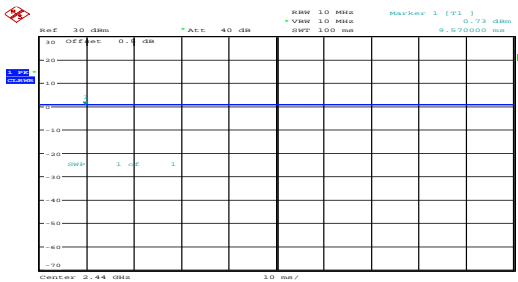 RBW 10 MHz
Marker 1 [T1 ]
*VBW 10 MHz
0.73 dBm
Ref 30 dBm
*Att 40 dB
SWT 100 ms
9.570000 ms
30 Offset 0.5 dB
20
1 PK *
CLRWR
10
1
0
-10
-20
SWP 1 of 1
-30
-40
-50
-60
-70
Center 2.44 GHz
10 ms/